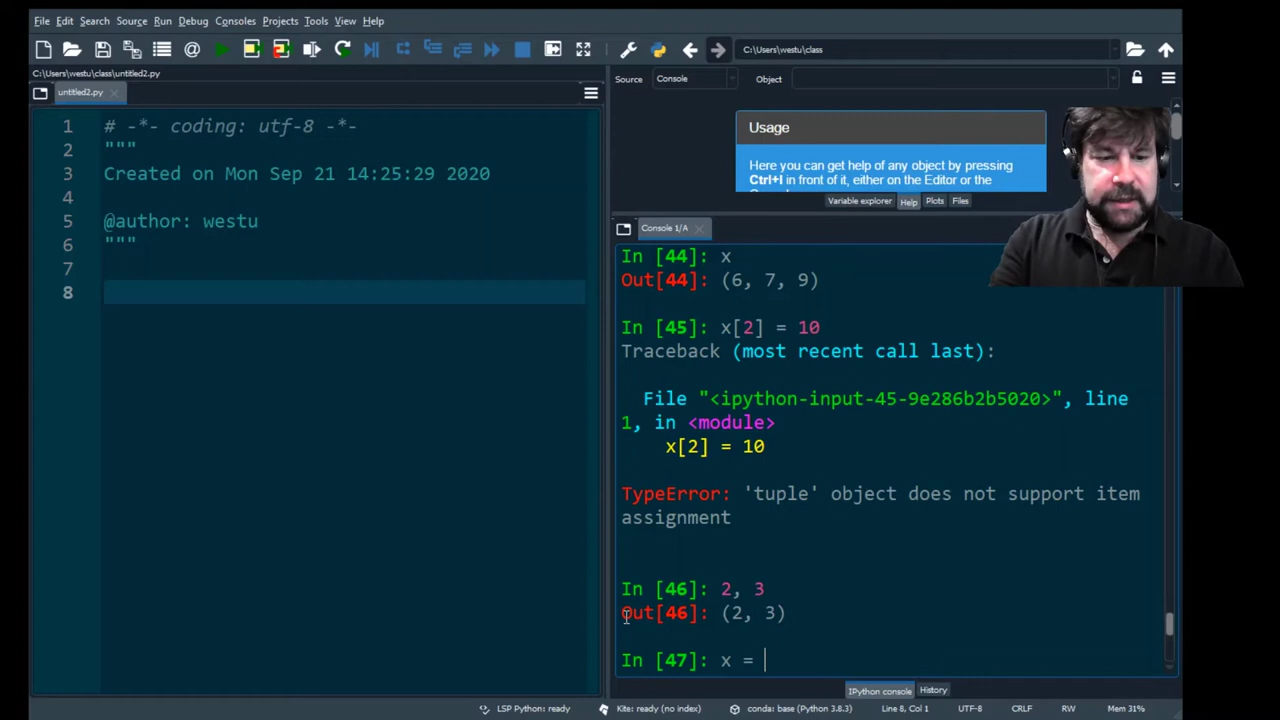 File Edit Search Source Run Debug Consoles Projects Tools View Help
C:\Users\westu\class
C:\Users\westu\class\untitled2.py
Source Console Object
untitled2.py
1 # -*- coding: utf-8 -*-
2 """
3 Created on Mon Sep 21 14:25:29 2020
4
5 @author: westu
6 """
7
8
Usage
Here you can get help of any object by pressing
Ctrl+I in front of it, either on the Editor or the
Variable explorer Help Plots Files
Console 1/A
In [44]: x
Out[44]: (6, 7, 9)
In [45]: x[2] = 10
Traceback (most recent call last):
File "<ipython-input-45-9e286b2b5020>", line
1, in <module>
x[2] = 10
TypeError: 'tuple' object does not support item
assignment
In [46]: 2, 3
Out[46]: (2, 3)
In [47]: x =
IPython console History
LSP Python: ready Kite: ready (no index) conda: base (Python 3.8.3) Line 8, Col 1 UTF-8 CRLF RW Mem 31%